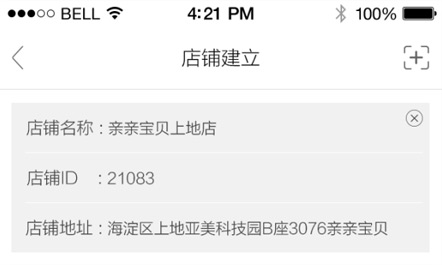 BELL 4:21 PM 100%
店铺建立
店铺名称：亲亲宝贝上地店
店铺ID ：21083
店铺地址：海淀区上地亚美科技园B座3076亲亲宝贝